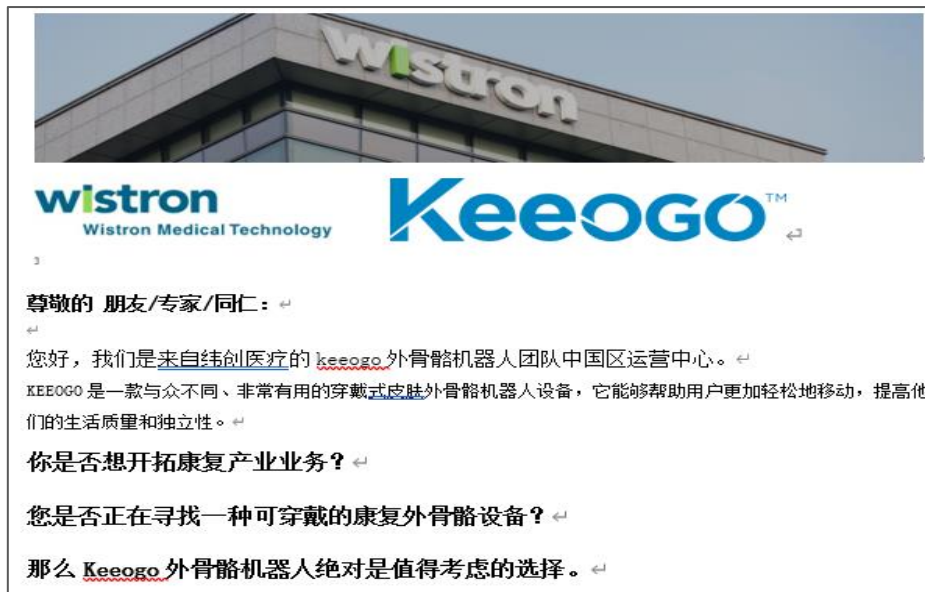 wistron
wistron
Wistron Medical Technology
KeeoGo™
3
尊敬的 朋友/专家/同仁：
您好，我们是来自纬创医疗的 keeogo 外骨骼机器人团队中国区运营中心。
KEEOGO 是一款与众不同、非常有用的穿戴式皮肤外骨骼机器人设备，它能够帮助用户更加轻松地移动，提高他
们的生活质量和独立性。
你是否想开拓康复产业业务？
您是否正在寻找一种可穿戴的康复外骨骼设备？
那么 Keeogo 外骨骼机器人绝对是值得考虑的选择。